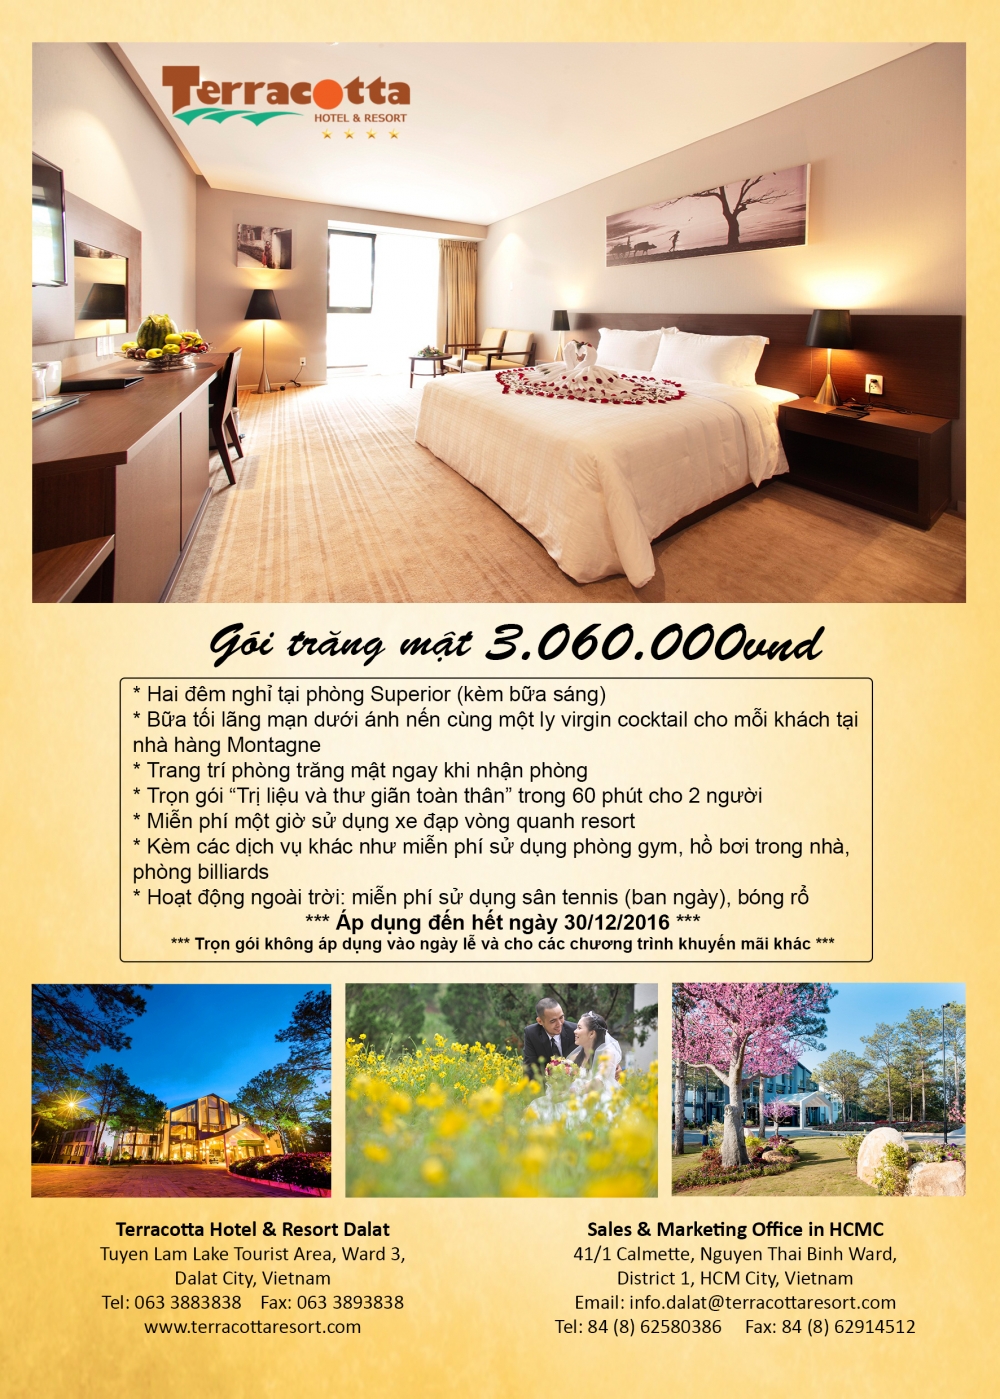 Terracotta
HOTEL & RESORT
Gói trăng mật 3.060.000vnd
* Hai đêm nghỉ tại phòng Superior (kèm bữa sáng)
* Bữa tối lãng mạn dưới ánh nến cùng một ly virgin cocktail cho mỗi khách tại
nhà hàng Montagne
* Trang trí phòng trăng mật ngay khi nhận phòng
* Trọn gói “Trị liệu và thư giãn toàn thân” trong 60 phút cho 2 người
* Miễn phí một giờ sử dụng xe đạp vòng quanh resort
* Kèm các dịch vụ khác như miễn phí sử dụng phòng gym, hồ bơi trong nhà,
phòng billiards
* Hoạt động ngoài trời: miễn phí sử dụng sân tennis (ban ngày), bóng rổ
*** Áp dụng đến hết ngày 30/12/2016 ***
*** Trọn gói không áp dụng vào ngày lễ và cho các chương trình khuyến mãi khác ***
Terracotta Hotel & Resort Dalat
Tuyen Lam Lake Tourist Area, Ward 3,
Dalat City, Vietnam
Tel: 063 3883838 Fax: 063 3893838
www.terracottaresort.com
Sales & Marketing Office in HCMC
41/1 Calmette, Nguyen Thai Binh Ward,
District 1, HCM City, Vietnam
Email: info.dalat@terracottaresort.com
Tel: 84 (8) 62580386 Fax: 84 (8) 62914512